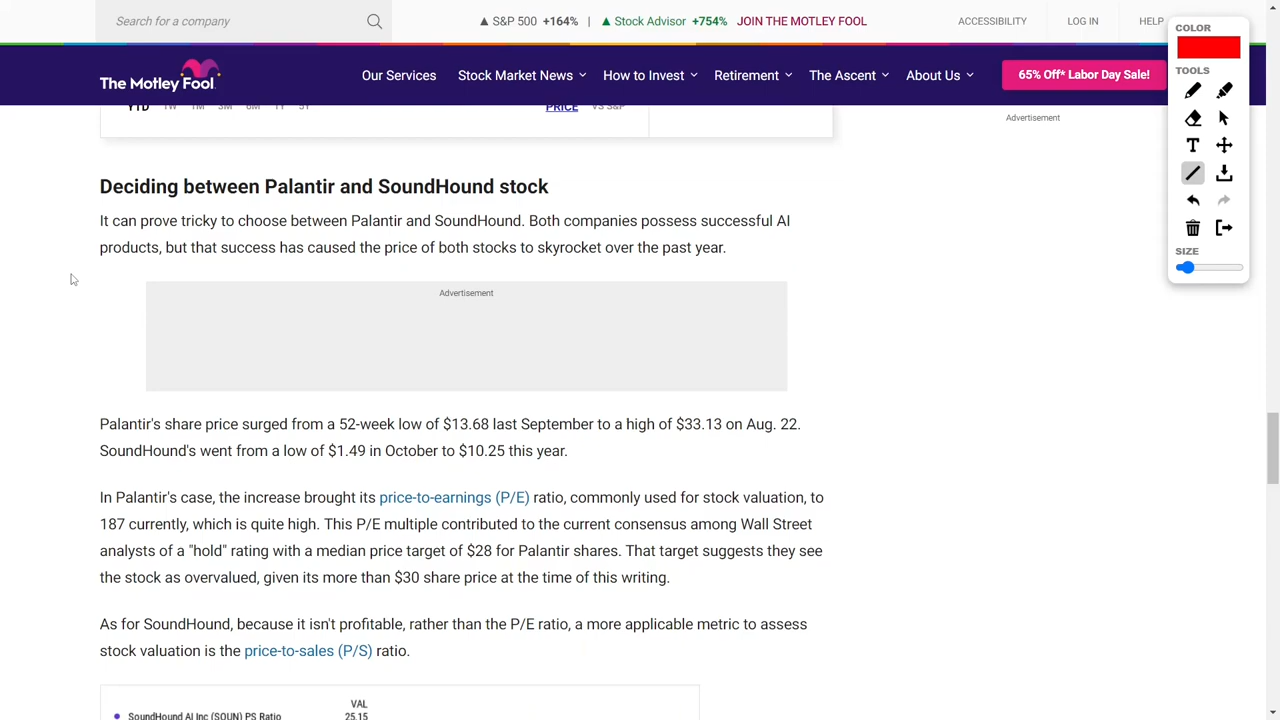 Search for a company
▲ S&P 500 +164% | ▲ Stock Advisor +754% JOIN THE MOTLEY FOOL
ACCESSIBILITY LOG IN HELP
The Motley Fool
Our Services Stock Market News How to Invest Retirement The Ascent About Us 65% Off* Labor Day Sale!
COLOR
TOOLS
T
SIZE
YTD 1W 1M 3M 6M 1Y 5Y PRICE VS S&P
Advertisement
Deciding between Palantir and SoundHound stock
It can prove tricky to choose between Palantir and SoundHound. Both companies possess successful AI
products, but that success has caused the price of both stocks to skyrocket over the past year.
Advertisement
Palantir's share price surged from a 52-week low of $13.68 last September to a high of $33.13 on Aug. 22.
SoundHound's went from a low of $1.49 in October to $10.25 this year.
In Palantir's case, the increase brought its price-to-earnings (P/E) ratio, commonly used for stock valuation, to
187 currently, which is quite high. This P/E multiple contributed to the current consensus among Wall Street
analysts of a "hold" rating with a median price target of $28 for Palantir shares. That target suggests they see
the stock as overvalued, given its more than $30 share price at the time of this writing.
As for SoundHound, because it isn't profitable, rather than the P/E ratio, a more applicable metric to assess
stock valuation is the price-to-sales (P/S) ratio.
VAL
SoundHound AI Inc (SOUN) PS Ratio 25.15